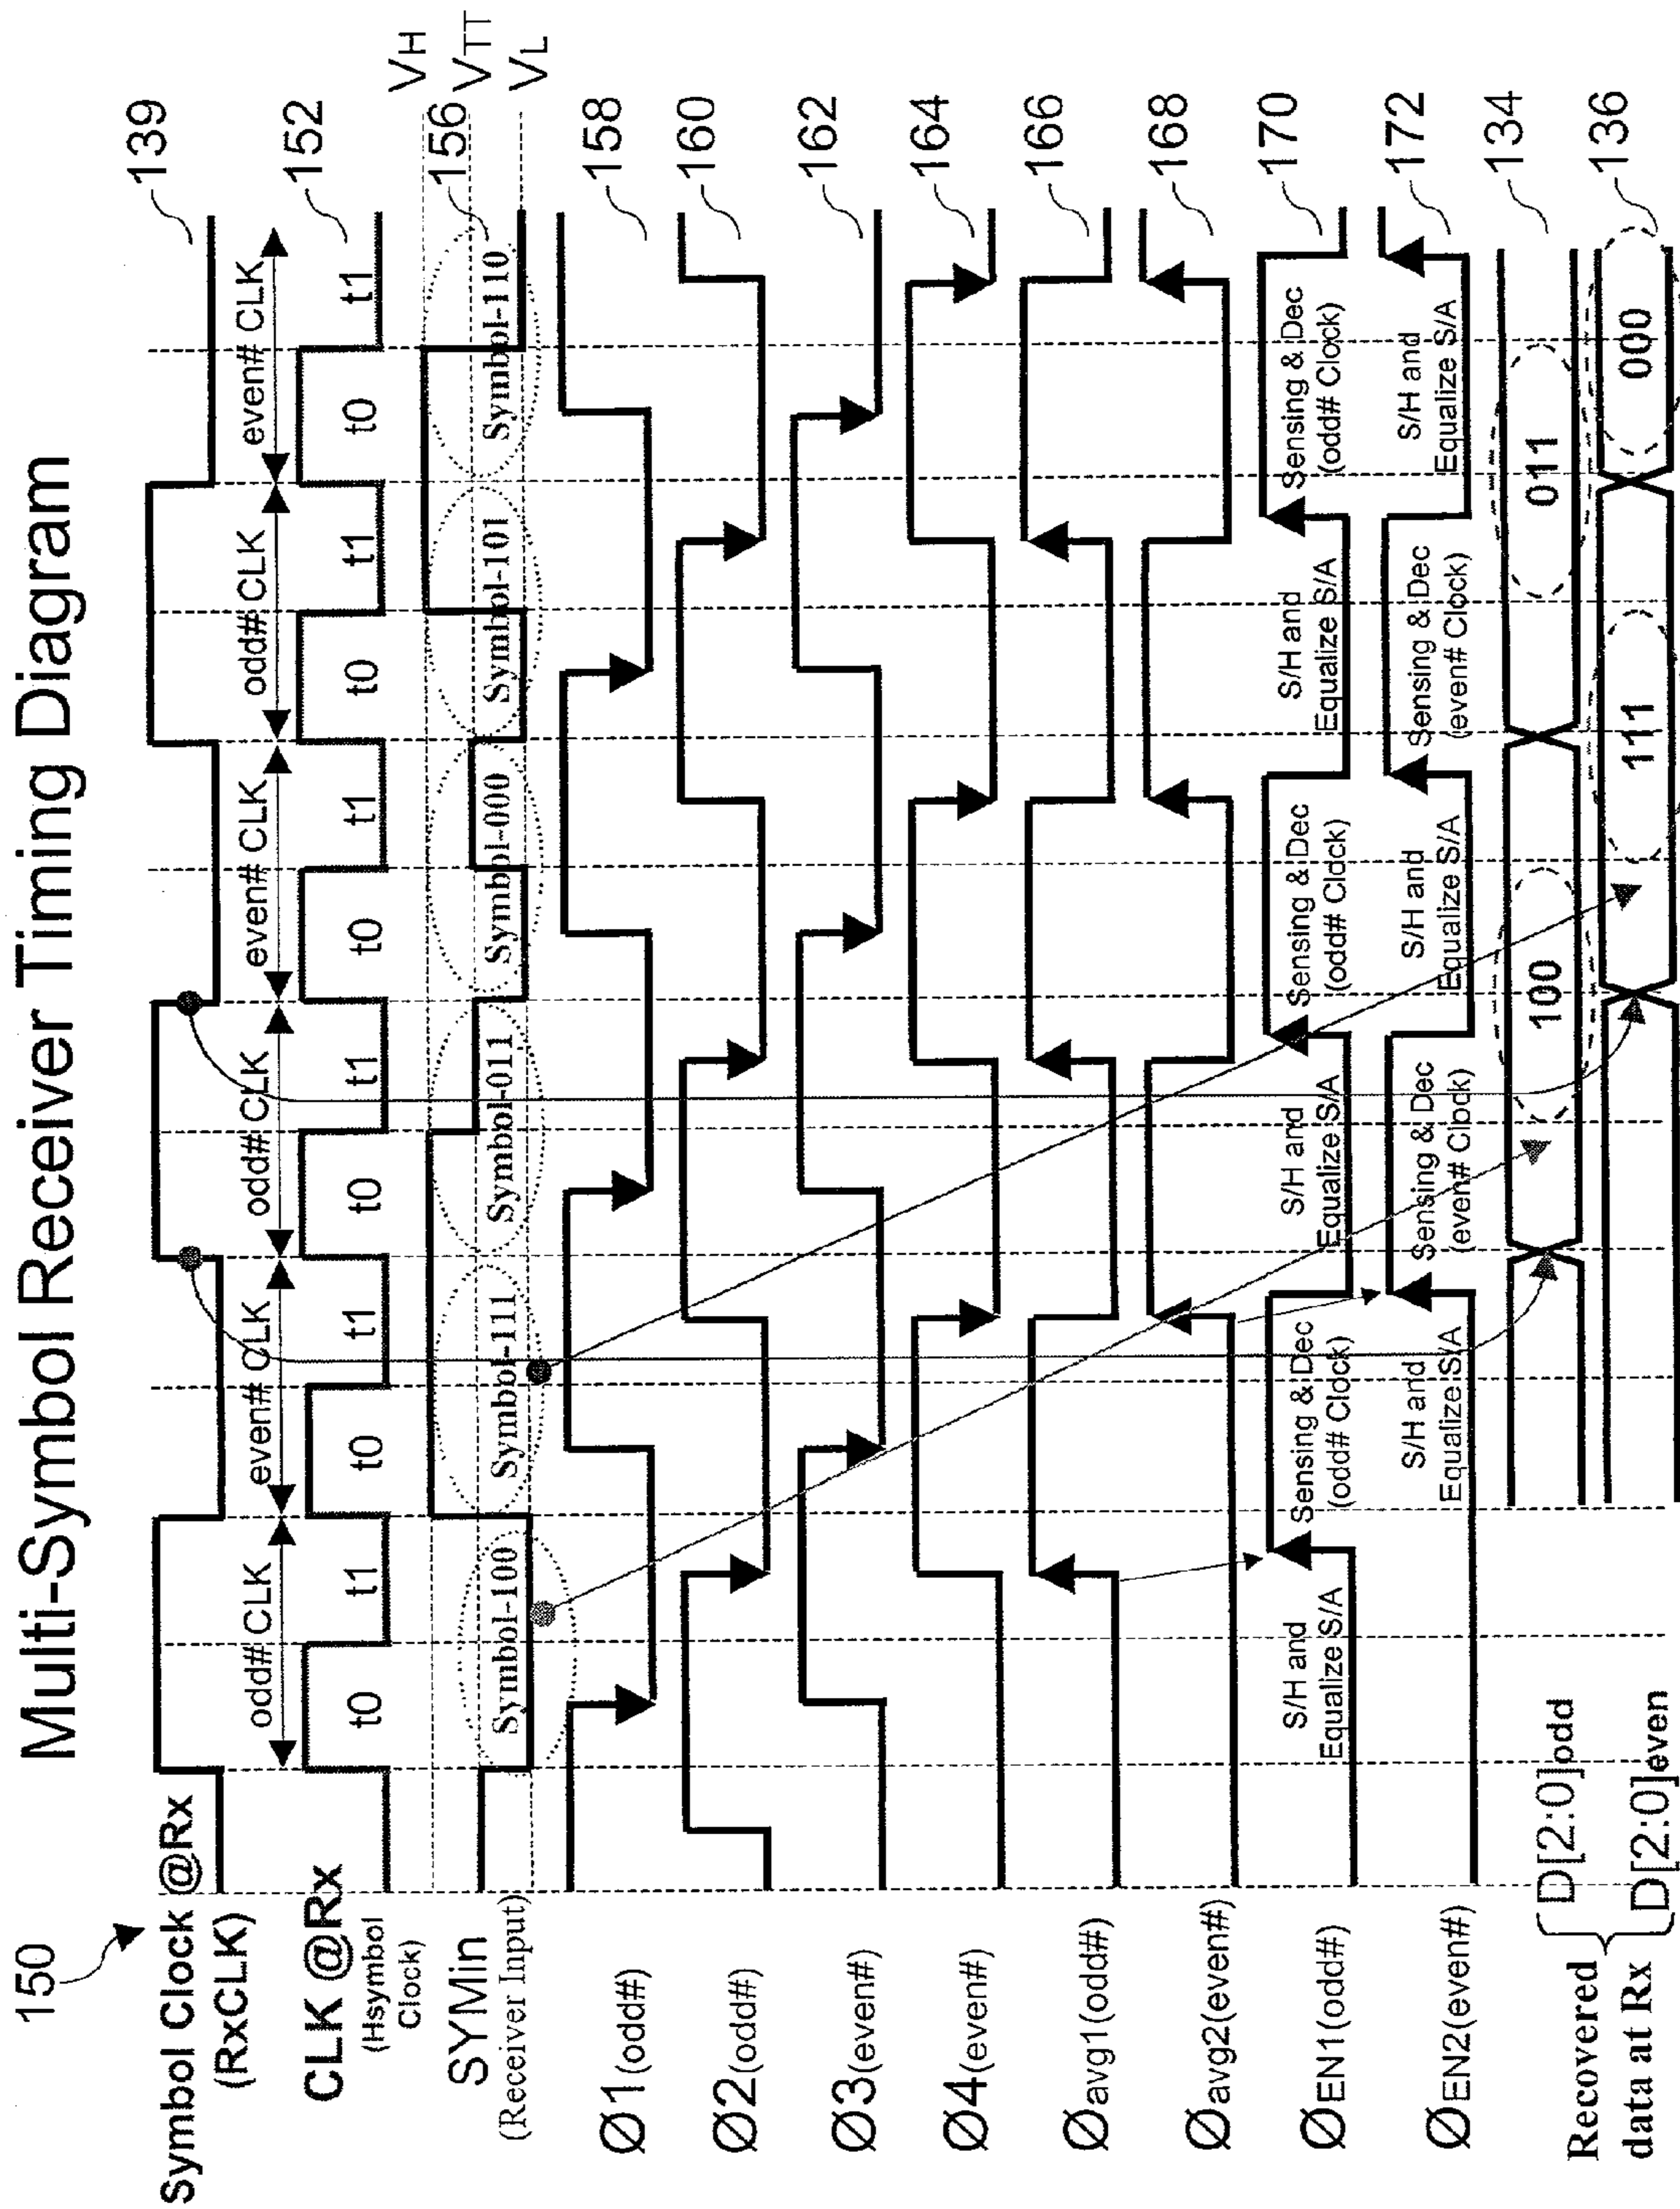 Multi-Symbol Receiver Timing Diagram
150
Symbol Clock @Rx
(RxCLK)
odd# CLK even# CLK odd# CLK even# CLK odd# CLK even# CLK
139
CLK @Rx
(Hsymbol
Clock)
t0 t1 t0 t1 t0 t1 t0 t1 t0 t1 t0 t1
152
VH
VTT
VL
SYMin
(Receiver Input)
Symbol-100 Symbol-111 Symbol-011 Symbol-000 Symbol-101 Symbol-110
156
Ø1(odd#)
158
Ø2(odd#)
160
Ø3(even#)
162
Ø4(even#)
164
Øavg1(odd#)
166
Øavg2(even#)
168
ØEN1(odd#)
S/H and Sensing & Dec S/H and Sensing & Dec S/H and Sensing & Dec
Equalize S/A (odd# Clock) Equalize S/A (odd# Clock) Equalize S/A (odd# Clock)
170
ØEN2(even#)
S/H and Sensing & Dec S/H and Sensing & Dec S/H and
Equalize S/A (even# Clock) Equalize S/A (even# Clock) Equalize S/A
172
Recovered
data at Rx
D[2:0]odd
100 011
134
D[2:0]even
111 000
136